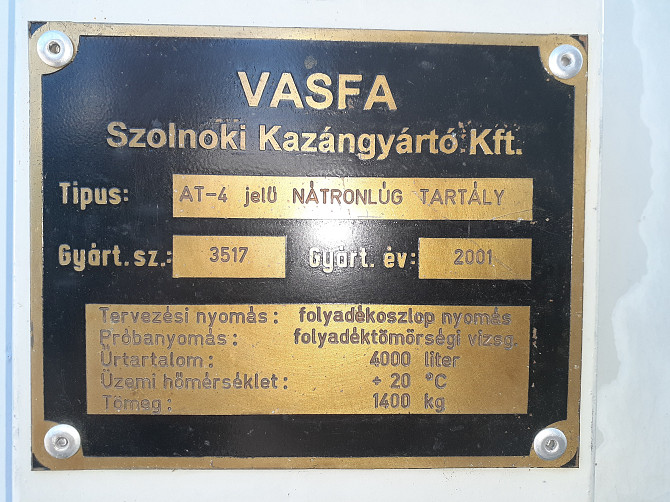 VASFA
Szolnoki Kazángyártó Kft.
Tipus: AT-4 jelű NÁTRONLÚG TARTÁLY
Gyárt. sz.: 3517 Gyárt. év: 2001
Tervezési nyomás: folyadékoszlop nyomás
Próbanyomás: folyadéktömörségi vizsg.
Űrtartalom: 4000 liter
Üzemi hőmérséklet: + 20 °C
Tömeg: 1400 kg